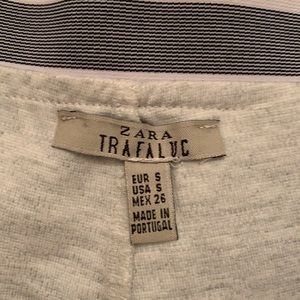 ZARA
TRAFALUC
EUR S
USA S
MEX 26
MADE IN
PORTUGAL